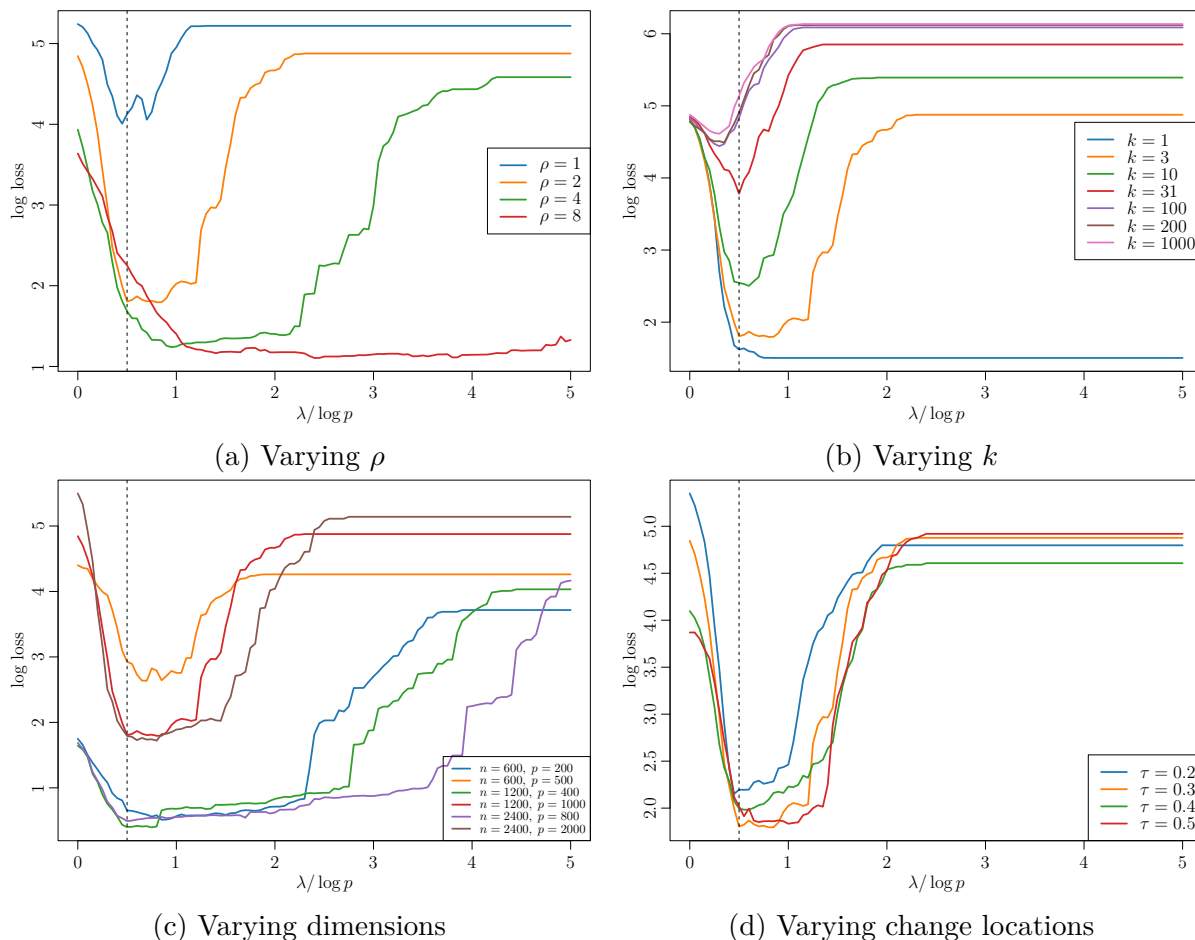 log loss
5
4
3
2
1
ρ = 1
ρ = 2
ρ = 4
ρ = 8
0 1 2 3 4 5
λ/ log p
(a) Varying ρ
log loss
6
5
4
3
2
k = 1
k = 3
k = 10
k = 31
k = 100
k = 200
k = 1000
0 1 2 3 4 5
λ/ log p
(b) Varying k
log loss
5
4
3
2
1
n = 600, p = 200
n = 600, p = 500
n = 1200, p = 400
n = 1200, p = 1000
n = 2400, p = 800
n = 2400, p = 2000
0 1 2 3 4 5
λ/ log p
(c) Varying dimensions
log loss
5.0
4.5
4.0
3.5
3.0
2.5
2.0
τ = 0.2
τ = 0.3
τ = 0.4
τ = 0.5
0 1 2 3 4 5
λ/ log p
(d) Varying change locations